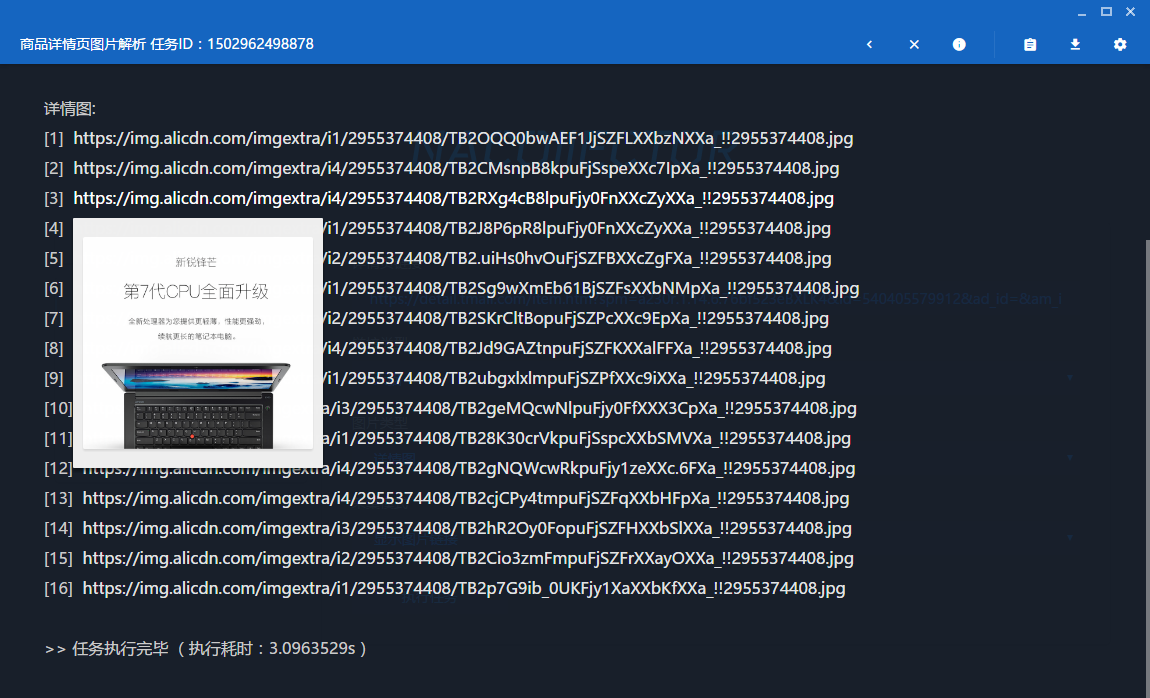 商品详情页图片解析 任务ID：1502962498878
详情图:
[1] https://img.alicdn.com/imgextra/i1/2955374408/TB2OQQ0bwAEF1JjSZFLXXbzNXXa_!!2955374408.jpg
[2] https://img.alicdn.com/imgextra/i4/2955374408/TB2CMsnpB8kpuFjSspeXXc7IpXa_!!2955374408.jpg
[3] https://img.alicdn.com/imgextra/i4/2955374408/TB2RXg4cB8lpuFjy0FnXXcZyXXa_!!2955374408.jpg
[4] /i1/2955374408/TB2J8P6pR8lpuFjy0FnXXcZyXXa_!!2955374408.jpg
[5] /i2/2955374408/TB2.uiHs0hvOuFjSZFBXXcZgFXa_!!2955374408.jpg
[6] /i1/2955374408/TB2Sg9wXmEb61BjSZFsXXbNMpXa_!!2955374408.jpg
[7] /i2/2955374408/TB2SKrCltBopuFjSZPcXXc9EpXa_!!2955374408.jpg
[8] /i4/2955374408/TB2Jd9GAZtnpuFjSZFKXXalFFXa_!!2955374408.jpg
[9] /i1/2955374408/TB2ubgxlxlmpuFjSZPfXXc9iXXa_!!2955374408.jpg
[10] a/i3/2955374408/TB2geMQcwNlpuFjy0FfXXX3CpXa_!!2955374408.jpg
[11] a/i1/2955374408/TB28K30crVkpuFjSspcXXbSMVXa_!!2955374408.jpg
[12] https://img.alicdn.com/imgextra/i4/2955374408/TB2gNQWcwRkpuFjy1zeXXc.6FXa_!!2955374408.jpg
[13] https://img.alicdn.com/imgextra/i4/2955374408/TB2cjCPy4tmpuFjSZFqXXbHFpXa_!!2955374408.jpg
[14] https://img.alicdn.com/imgextra/i3/2955374408/TB2hR2Oy0FopuFjSZFHXXbSlXXa_!!2955374408.jpg
[15] https://img.alicdn.com/imgextra/i2/2955374408/TB2Cio3zmFmpuFjSZFrXXayOXXa_!!2955374408.jpg
[16] https://img.alicdn.com/imgextra/i1/2955374408/TB2p7G9ib_0UKFjy1XaXXbKfXXa_!!2955374408.jpg
新锐锋芒
第7代CPU全面升级
全新处理器为您提供更轻薄，性能更强劲，
续航更长的笔记本电脑。
>> 任务执行完毕（ 执行耗时：3.0963529s ）